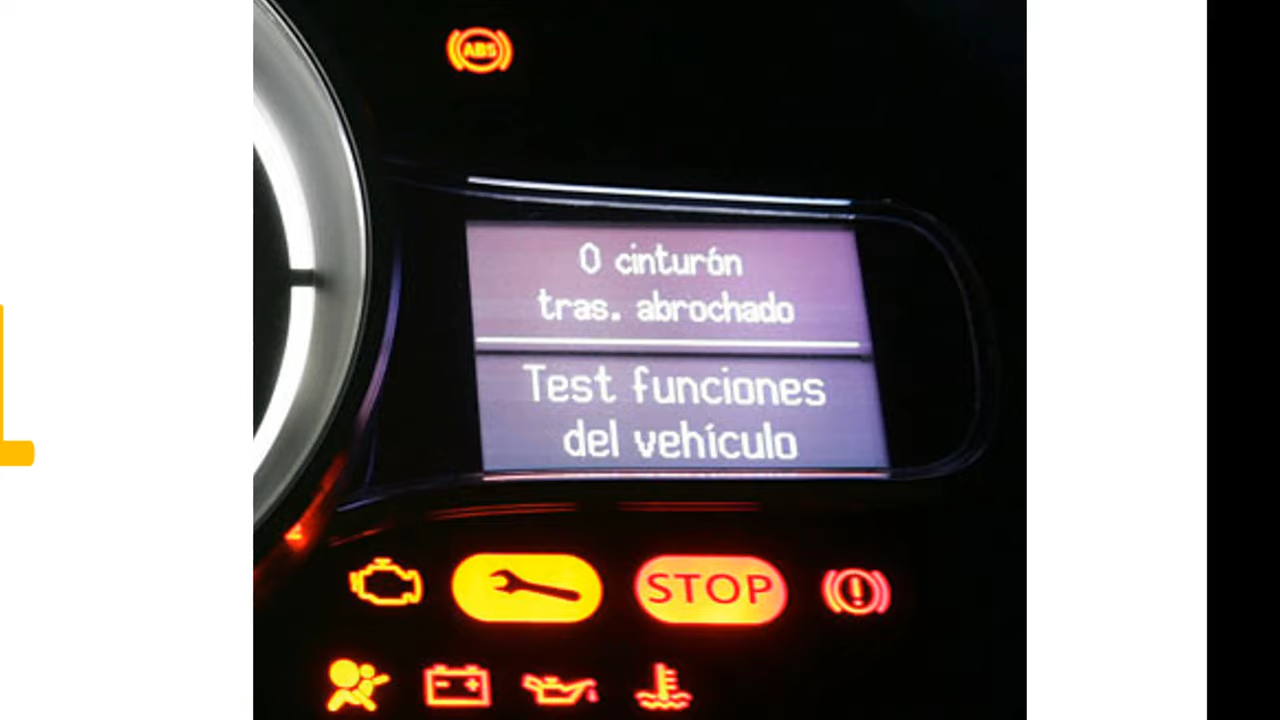 ABS
0 cinturón
tras. abrochado
Test funciones
del vehículo
STOP